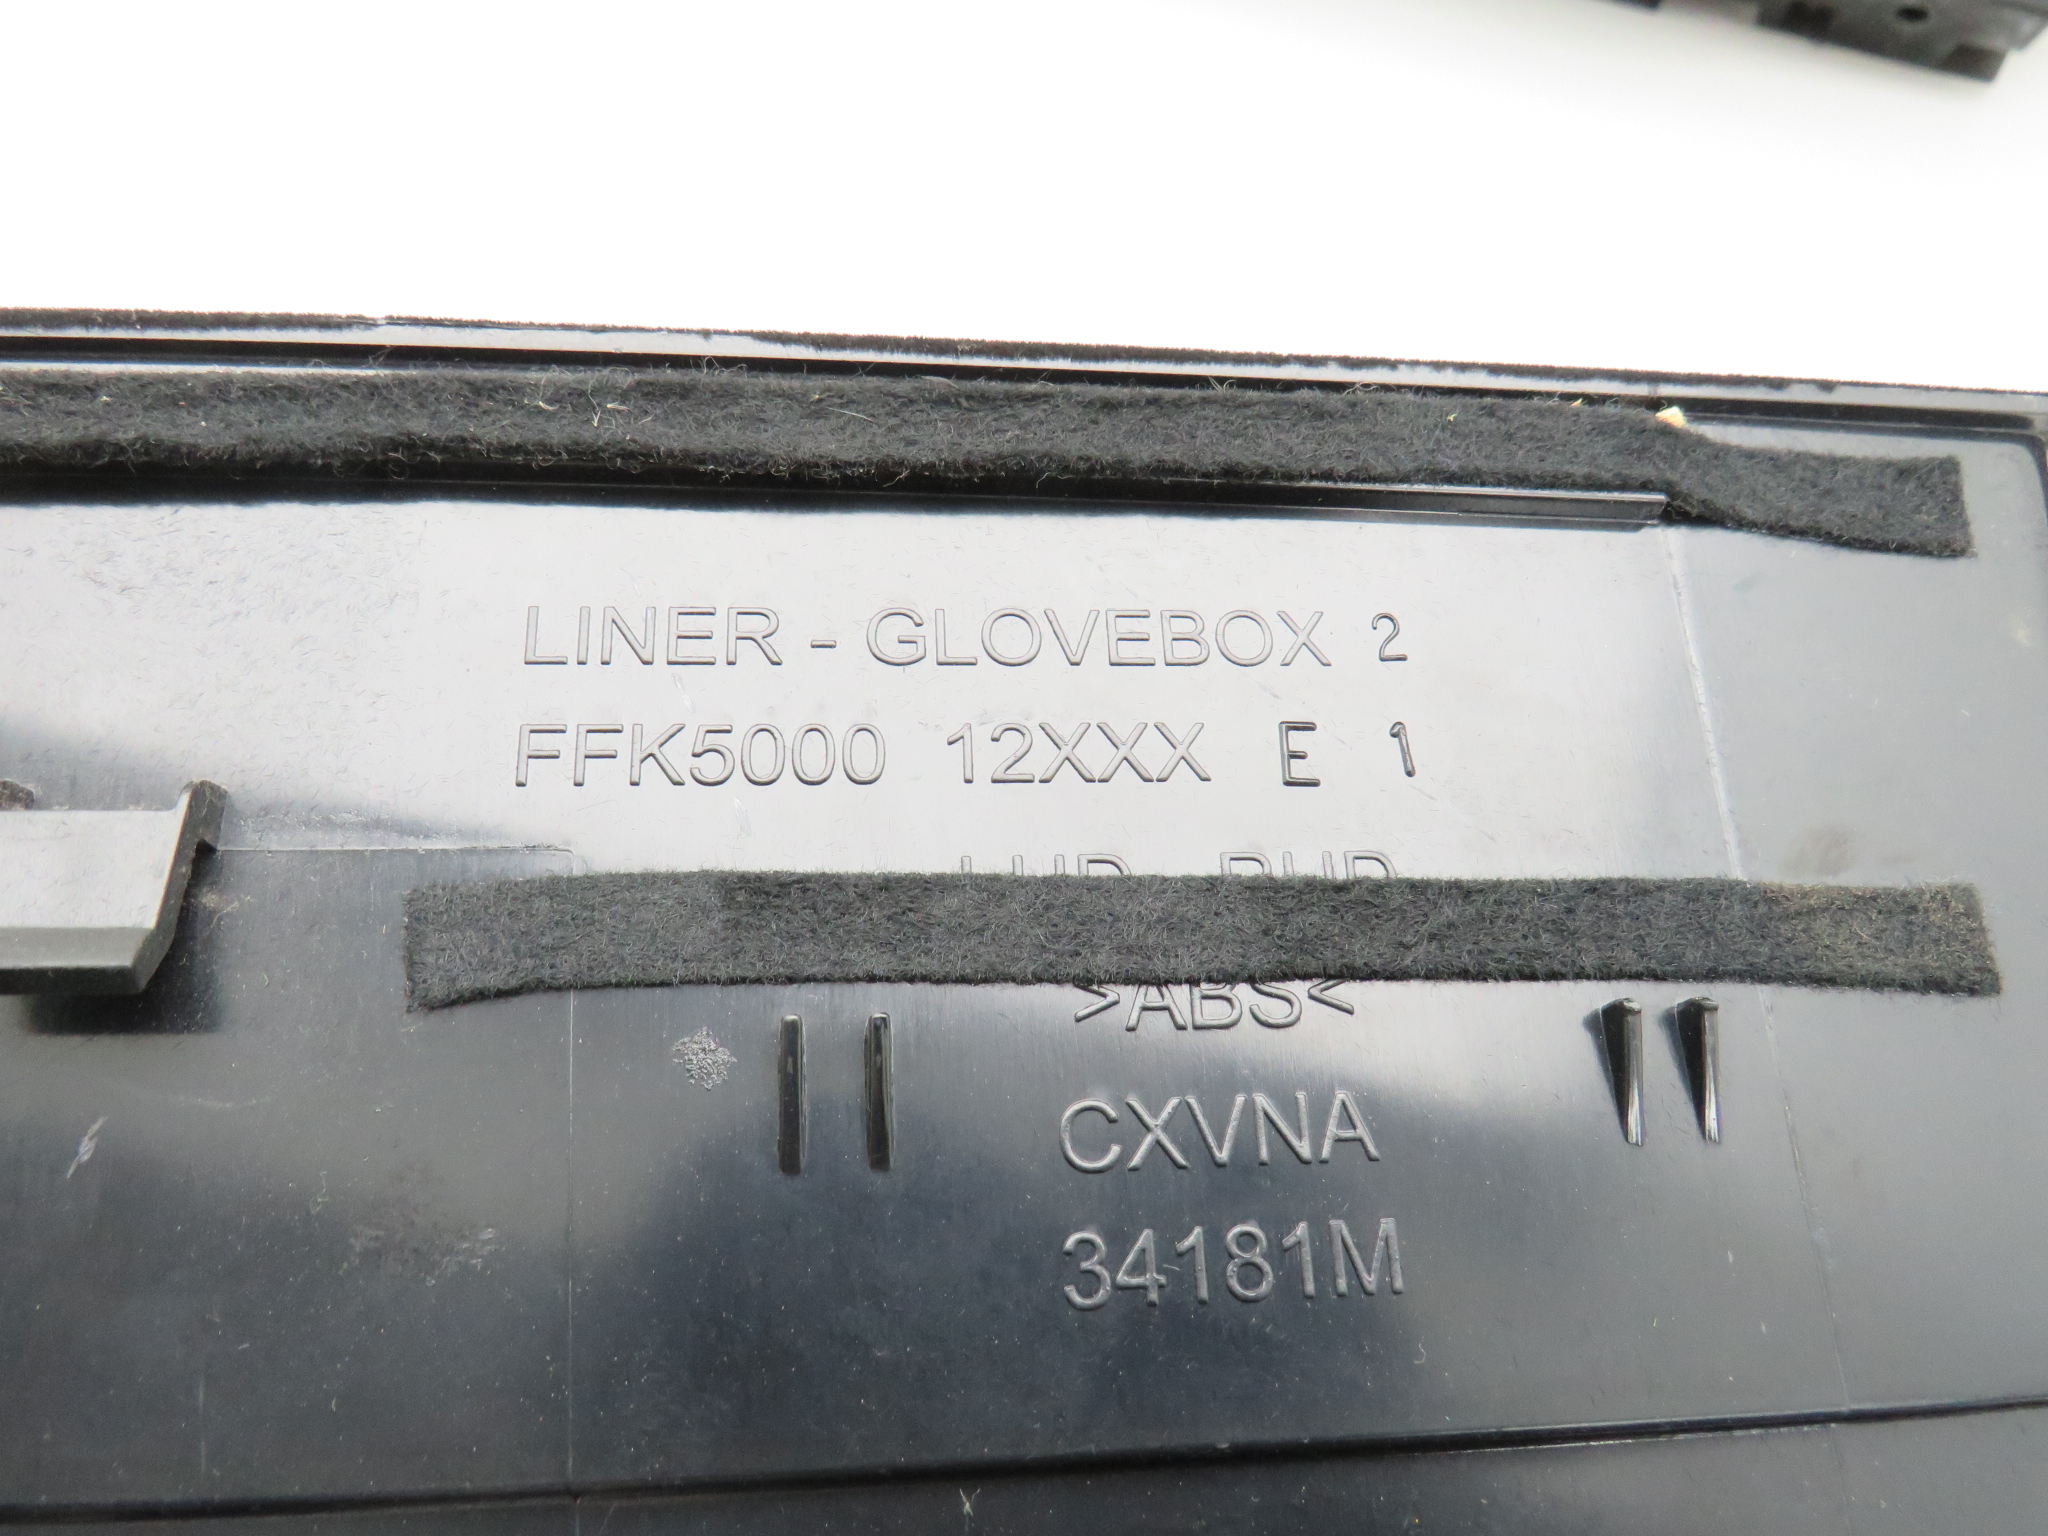 LINER - GLOVEBOX 2
FFK5000 12XXX E 1
>ABS<
CXVNA
34181M